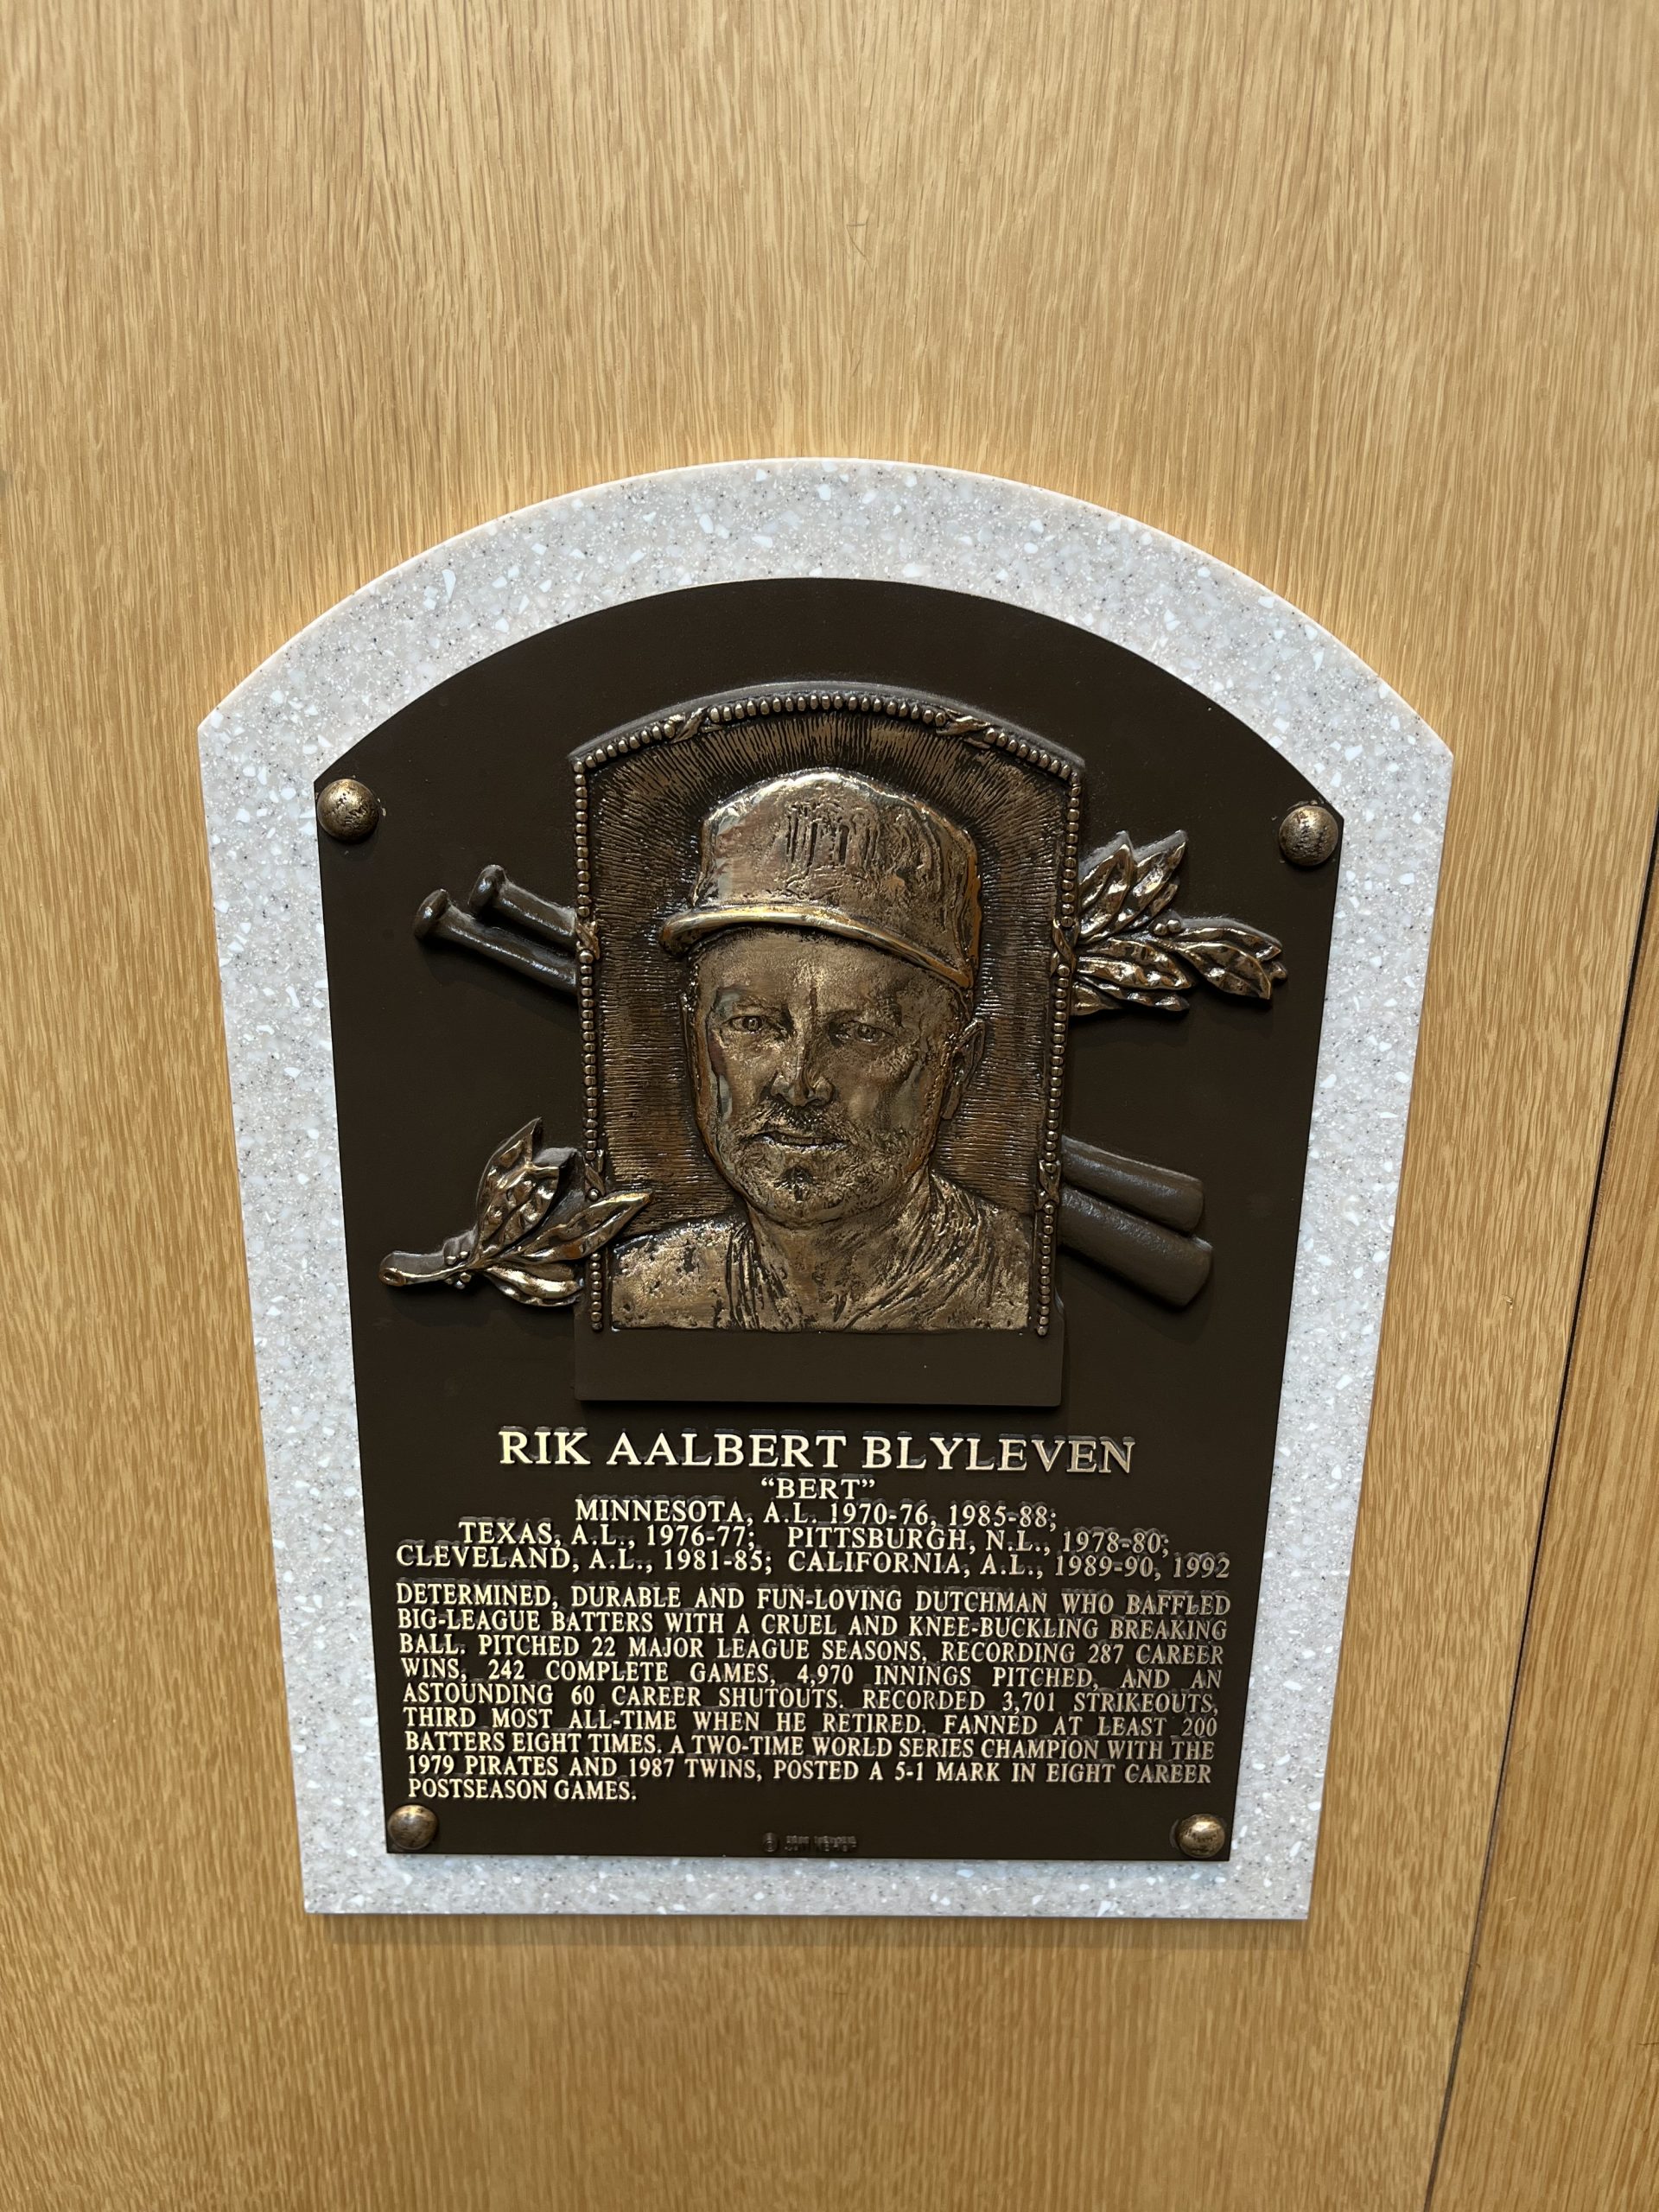 RIK AALBERT BLYLEVEN
“BERT”
MINNESOTA, A.L. 1970-76, 1985-88;
TEXAS, A.L., 1976-77; PITTSBURGH, N.L., 1978-80;
CLEVELAND, A.L., 1981-85; CALIFORNIA, A.L., 1989-90, 1992
DETERMINED, DURABLE AND FUN-LOVING DUTCHMAN WHO BAFFLED
BIG-LEAGUE BATTERS WITH A CRUEL AND KNEE-BUCKLING BREAKING
BALL. PITCHED 22 MAJOR LEAGUE SEASONS, RECORDING 287 CAREER
WINS, 242 COMPLETE GAMES, 4,970 INNINGS PITCHED, AND AN
ASTOUNDING 60 CAREER SHUTOUTS. RECORDED 3,701 STRIKEOUTS,
THIRD MOST ALL-TIME WHEN HE RETIRED. FANNED AT LEAST 200
BATTERS EIGHT TIMES. A TWO-TIME WORLD SERIES CHAMPION WITH THE
1979 PIRATES AND 1987 TWINS, POSTED A 5-1 MARK IN EIGHT CAREER
POSTSEASON GAMES.